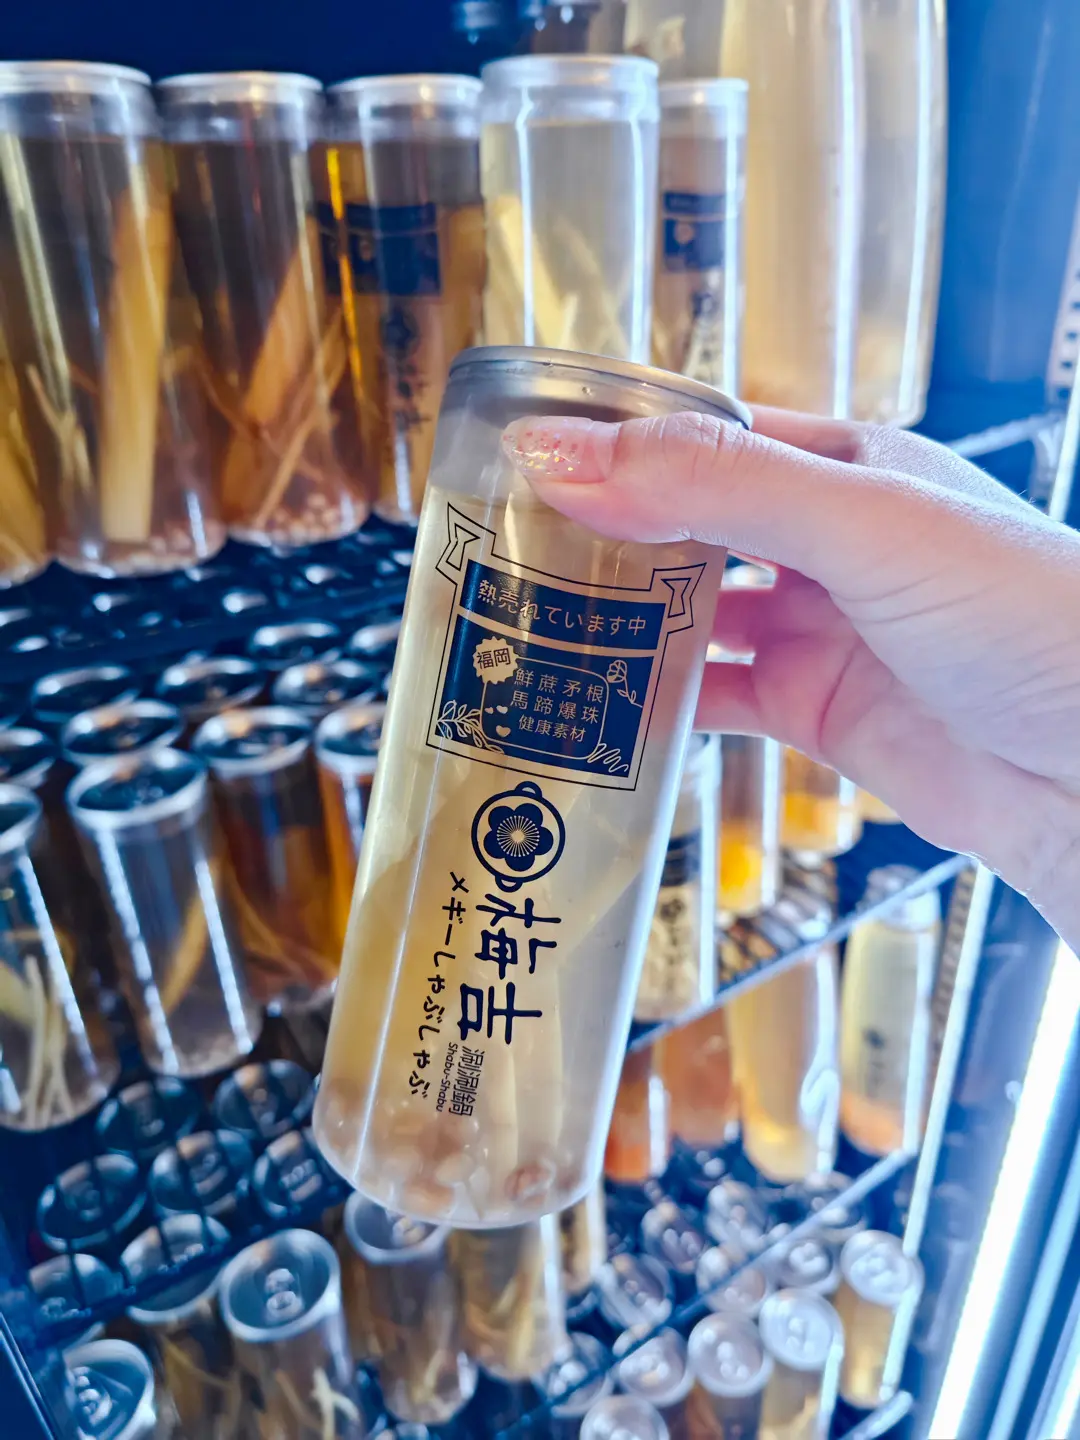 熱売れています中
福岡
鮮蔗矛根
馬蹄爆珠
健康素材
梅吉
メギーしゃぶしゃぶ
涮涮鍋
Shabu-Shabu